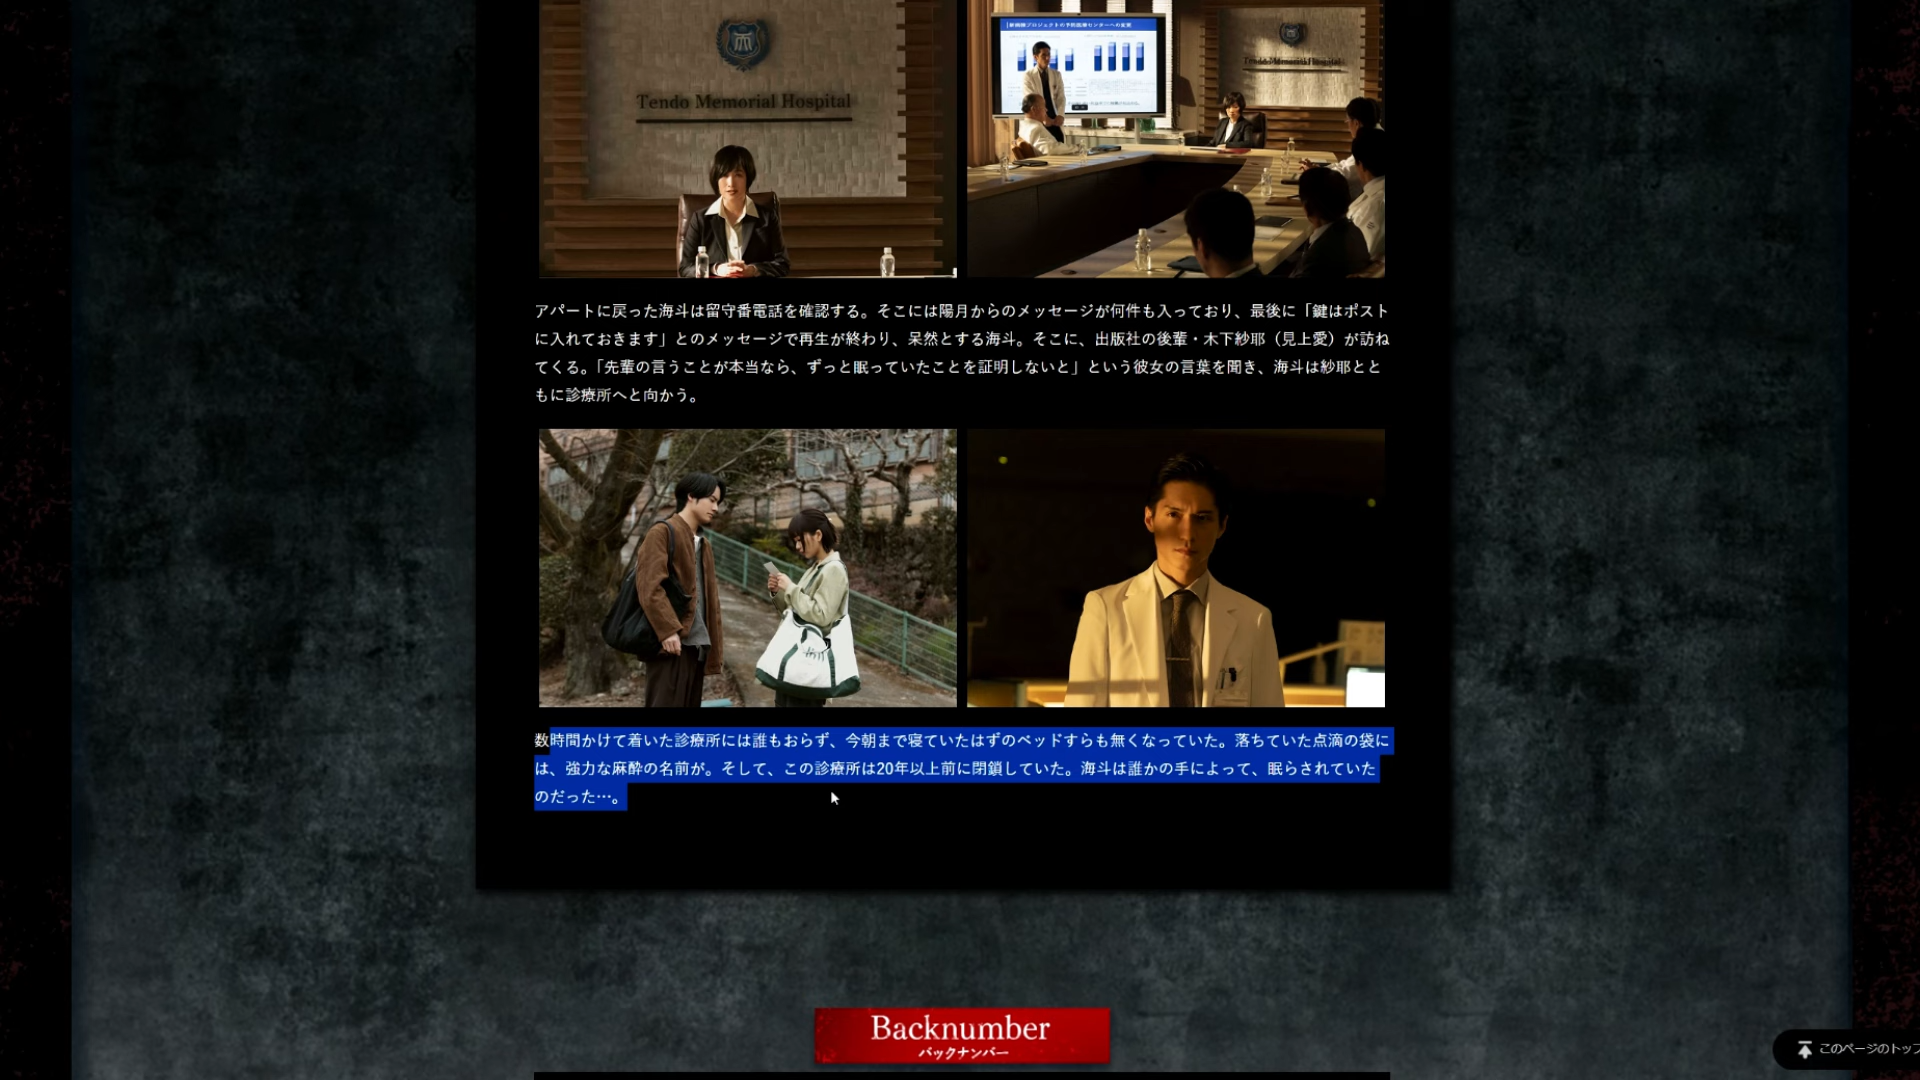 Tendo Memorial Hospital
Tendo Memorial Hospital
アパートに戻った海斗は留守番電話を確認する。そこには陽月からのメッセージが何件も入っており、最後に「鍵はポスト
に入れておきます」とのメッセージで再生が終わり、呆然とする海斗。そこに、出版社の後輩・木下紗耶（見上愛）が訪ね
てくる。「先輩の言うことが本当なら、ずっと眠っていたことを証明しないと」という彼女の言葉を聞き、海斗は紗耶とと
もに診療所へと向かう。
数時間かけて着いた診療所には誰もおらず、今朝まで寝ていたはずのベッドすらも無くなっていた。落ちていた点滴の袋に
は、強力な麻酔の名前が。そして、この診療所は20年以上前に閉鎖していた。海斗は誰かの手によって、眠らされていた
のだった…。
Backnumber
バックナンバー
このページのトップ